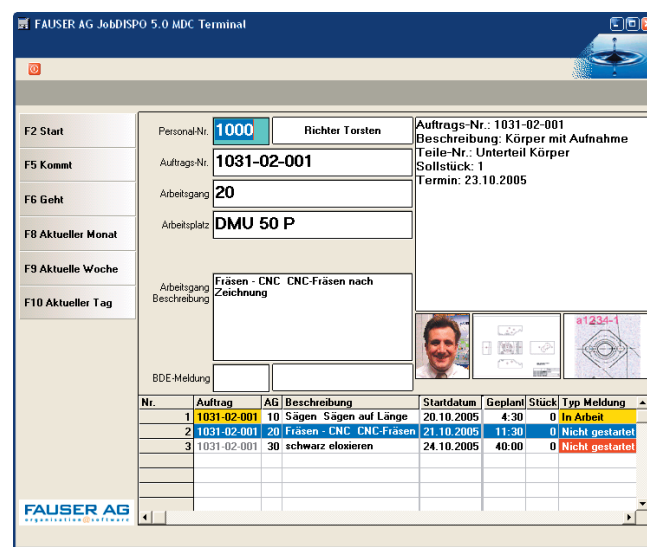 FAUSER AG JobDISPO 5.0 MDC Terminal
F2 Start
F5 Kommt
F6 Geht
F8 Aktueller Monat
F9 Aktuelle Woche
F10 Aktueller Tag
Personal-Nr. 1000 Richter Torsten
Auftrags-Nr. 1031-02-001
Arbeitsgang 20
Arbeitsplatz DMU 50 P
Arbeitsgang Beschreibung
Fräsen - CNC CNC-Fräsen nach
Zeichnung
BDE-Meldung
Auftrags-Nr.: 1031-02-001
Beschreibung: Körper mit Aufnahme
Teile-Nr.: Unterteil Körper
Sollstück: 1
Termin: 23.10.2005
a1234-1
Nr. Auftrag AG Beschreibung Startdatum Geplant Stück Typ Meldung
1 1031-02-001 10 Sägen Sägen auf Länge 20.10.2005 4:30 0 In Arbeit
2 1031-02-001 20 Fräsen - CNC CNC-Fräsen 21.10.2005 11:30 0 Nicht gestartet
3 1031-02-001 30 schwarz eloxieren 24.10.2005 40:00 0 Nicht gestartet
FAUSER AG
organisation@software